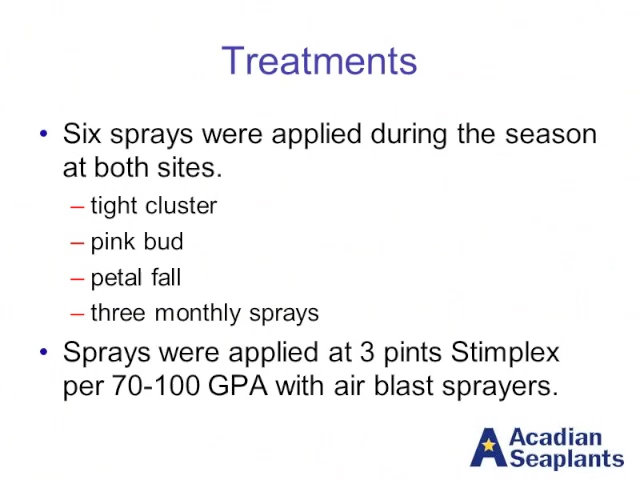 Treatments
• Six sprays were applied during the season
at both sites.
– tight cluster
– pink bud
– petal fall
– three monthly sprays
• Sprays were applied at 3 pints Stimplex
per 70-100 GPA with air blast sprayers.
Acadian
Seaplants